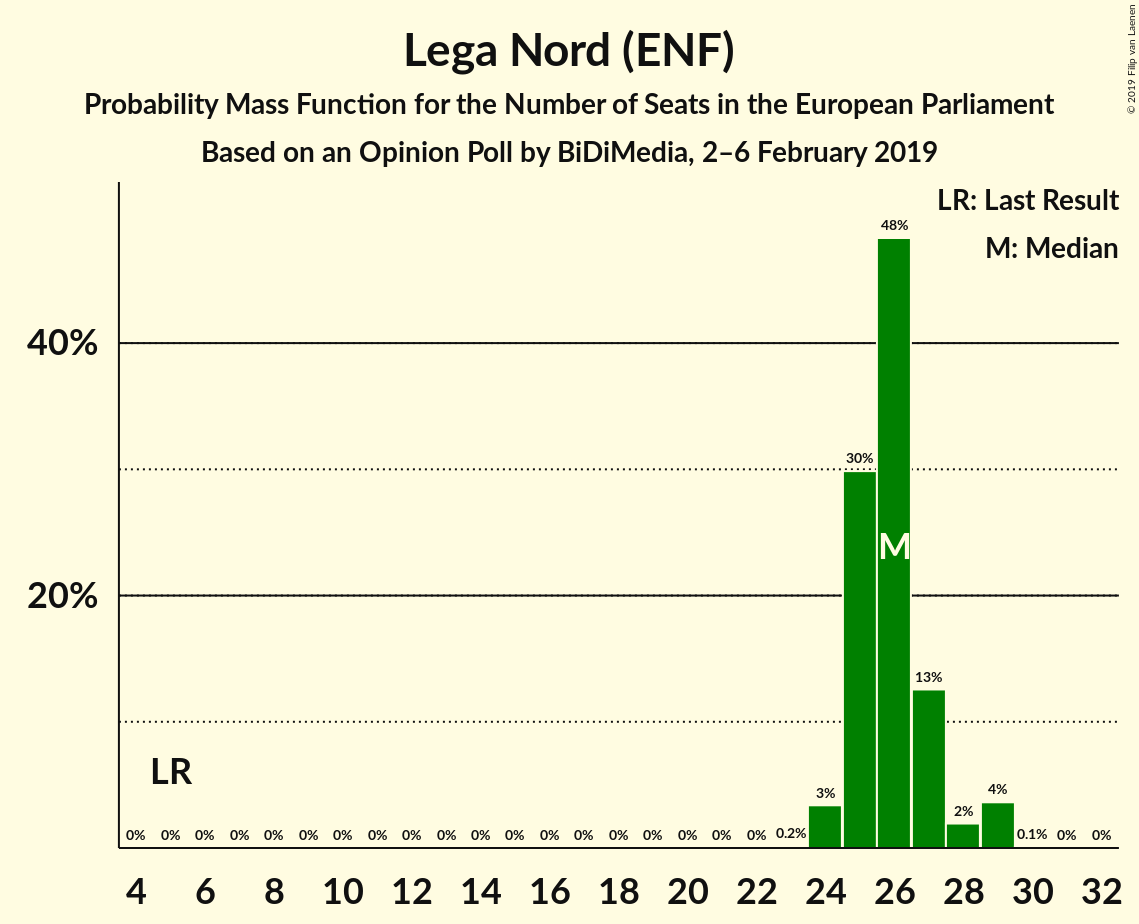 Lega Nord (ENF)
Probability Mass Function for the Number of Seats in the European Parliament
Based on an Opinion Poll by BiDiMedia, 2–6 February 2019
© 2019 Filip van Laenen
LR: Last Result
M: Median
48%
40%
30%
M
20%
13%
LR
3%
4%
2%
0% 0% 0% 0% 0% 0% 0% 0% 0% 0% 0% 0% 0% 0% 0% 0% 0% 0% 0% 0.2% 0.1% 0% 0%
4 6 8 10 12 14 16 18 20 22 24 26 28 30 32